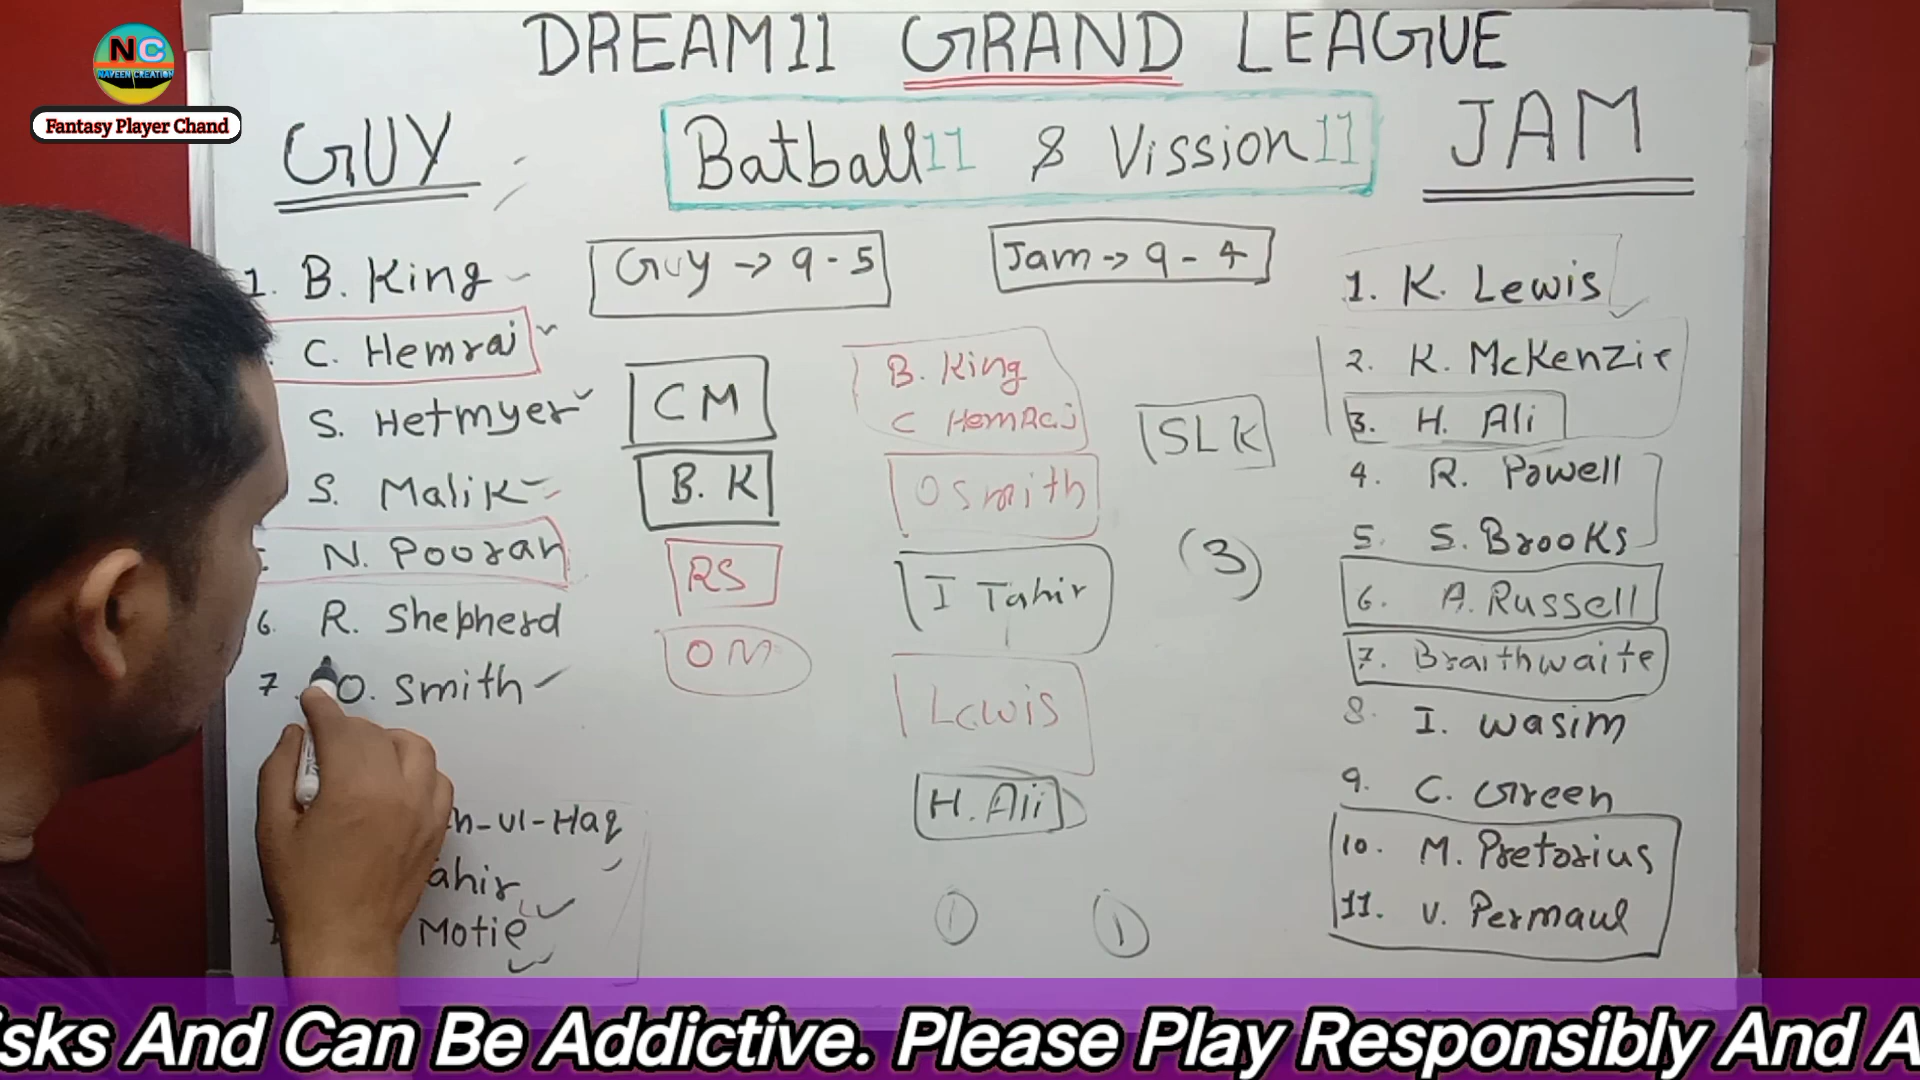 DREAM11 GRAND LEAGUE
NC
NAVEEN CREATION
Fantasy Player Chand
GUY
Batball11 & Vission11
JAM
Guy -> 9 - 5
Jam -> 9 - 4
1. B. King
C. Hemraj
S. Hetmyer
S. Malik
N. Pooran
6. R. Shepherd
7. O. Smith
n-ul-Haq
ahir
Motie
CM
B. K
RS
OM
B. King
C HemRaj
O Smith
I Tahir
Lewis
H. Ali
1
1
SLK
(3)
1. K. Lewis
2. K. McKenzie
3. H. Ali
4. R. Powell
5. S. Brooks
6. A. Russell
7. Braithwaite
8. I. Wasim
9. C. Green
10. M. Pretorius
11. V. Permaul
isks And Can Be Addictive. Please Play Responsibly And A